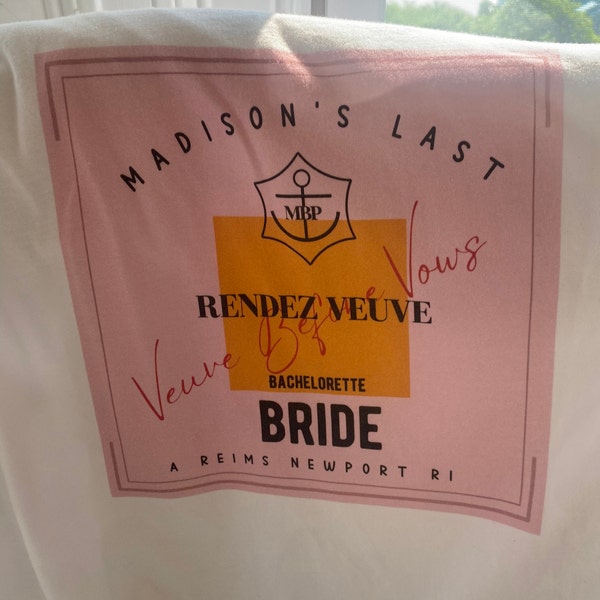 MADISON'S LAST
MBP
RENDEZ VEUVE
Veuve Before Vows
BACHELORETTE
BRIDE
A REIMS NEWPORT RI